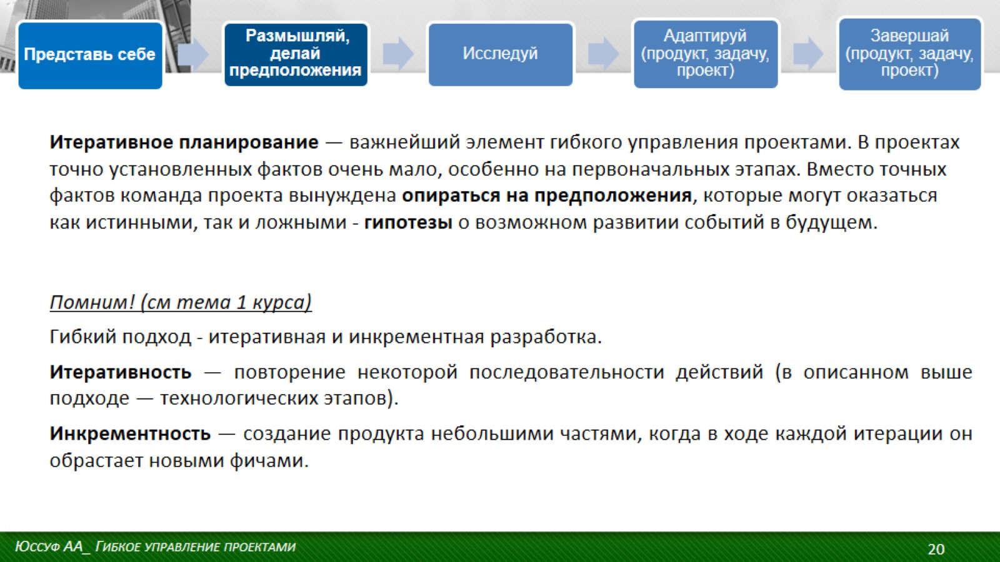 Представь себе
Размышляй,
делай
предположения
Исследуй
Адаптируй
(продукт, задачу,
проект)
Завершай
(продукт, задачу,
проект)
Итеративное планирование — важнейший элемент гибкого управления проектами. В проектах
точно установленных фактов очень мало, особенно на первоначальных этапах. Вместо точных
фактов команда проекта вынуждена опираться на предположения, которые могут оказаться
как истинными, так и ложными - гипотезы о возможном развитии событий в будущем.
Помним! (см тема 1 курса)
Гибкий подход - итеративная и инкрементная разработка.
Итеративность — повторение некоторой последовательности действий (в описанном выше
подходе — технологических этапов).
Инкрементность — создание продукта небольшими частями, когда в ходе каждой итерации он
обрастает новыми фичами.
Юссуф АА_ Гибкое управление проектами
20